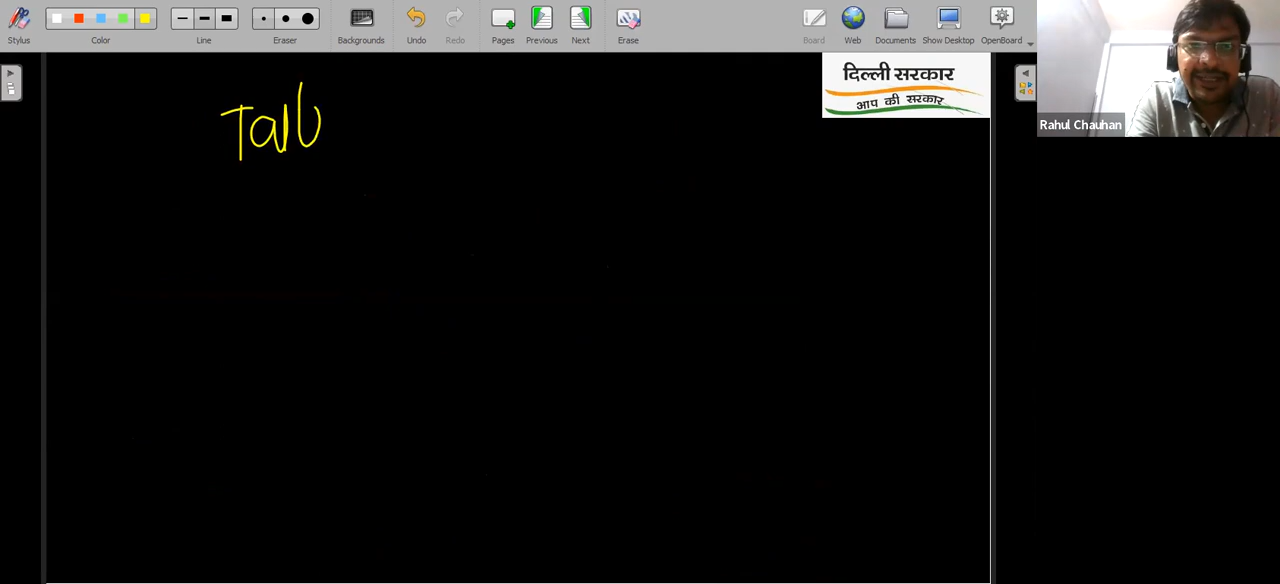 Stylus Color Line Eraser Backgrounds Undo Redo Pages Previous Next Erase Board Web Documents Show Desktop OpenBoard
दिल्ली सरकार
आप की सरकार
Rahul Chauhan